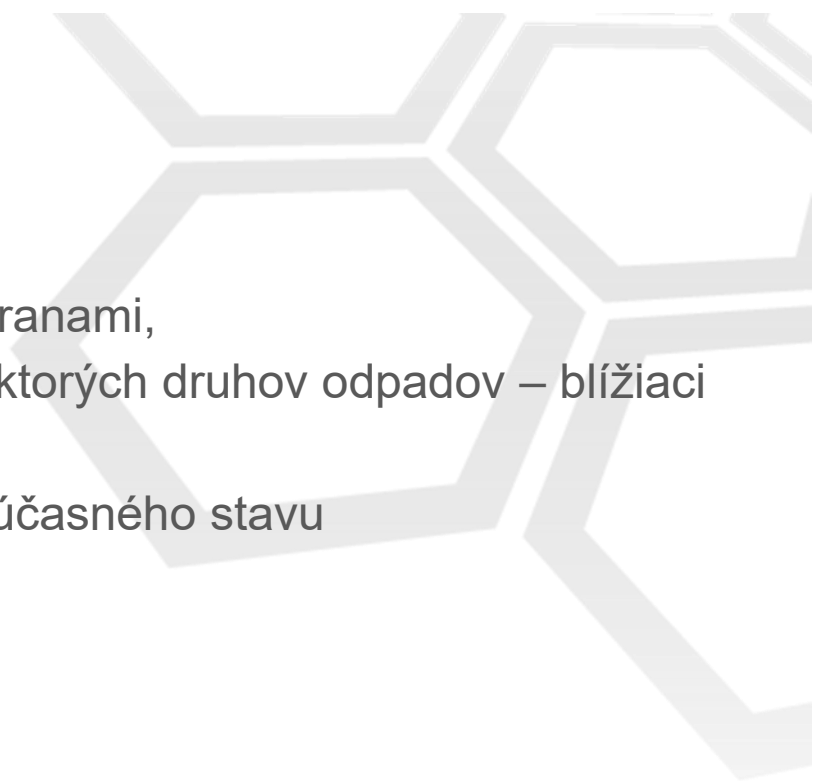 ranami,
ktorých druhov odpadov – blížiaci
účasného stavu